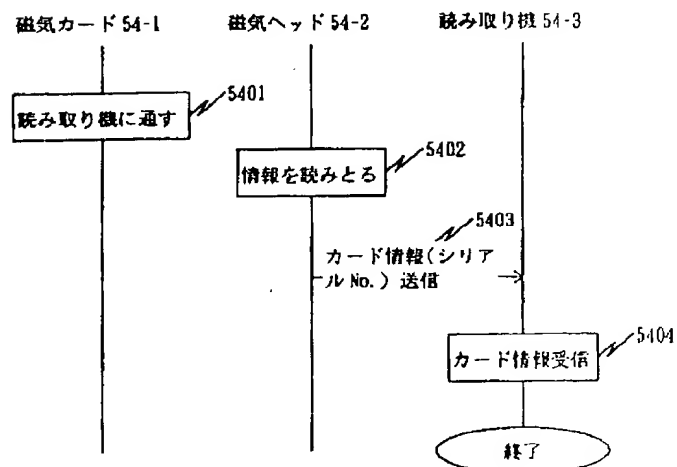 磁気カード 54-1
磁気ヘッド 54-2
読み取り機 54-3
5401
読み取り機に通す
5402
情報を読みとる
5403
カード情報(シリア
ルNo.)送信
5404
カード情報受信
終了